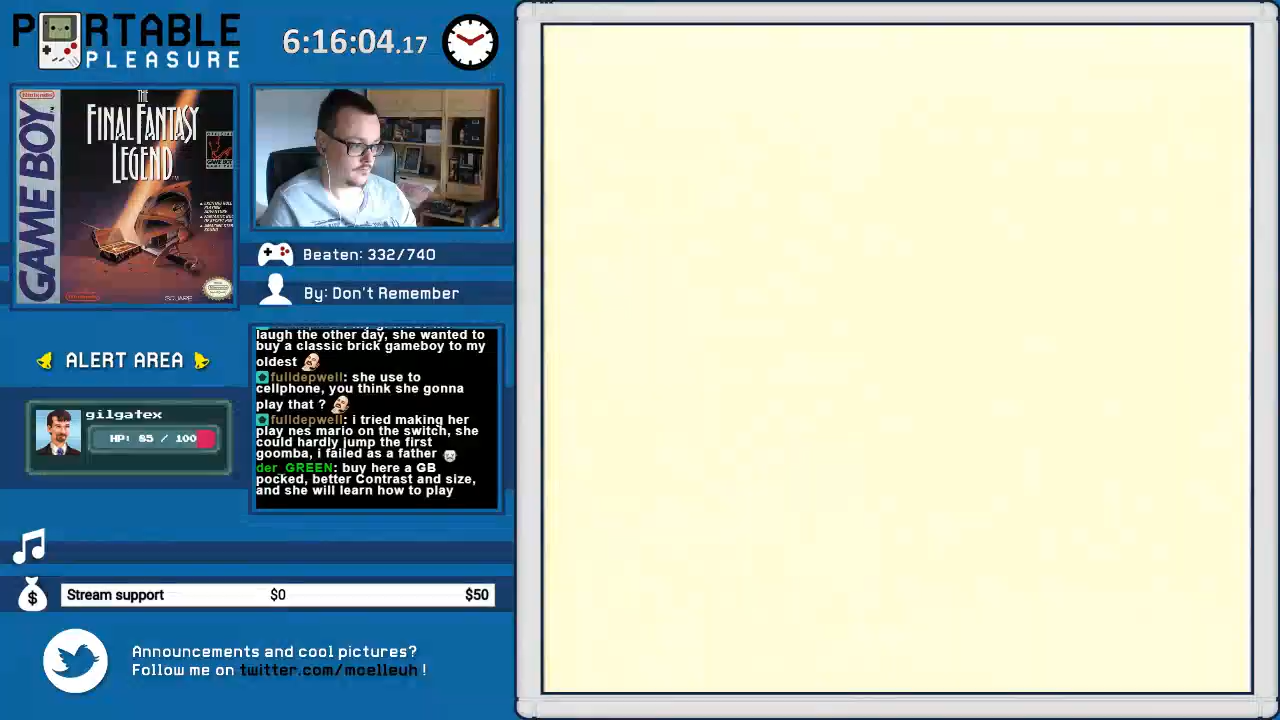 PORTABLE
PLEASURE
6:16:04.17
Nintendo
GAME BOY
THE
FINAL FANTASY
LEGEND
Nintendo
SQUARE
Beaten: 332/740
By: Don't Remember
ALERT AREA
gilgatex
HP: 85 / 100
laugh the other day, she wanted to
buy a classic brick gameboy to my
oldest
fulldepwell: she use to
cellphone, you think she gonna
play that ?
fulldepwell: i tried making her
play nes mario on the switch, she
could hardly jump the first
goomba, i failed as a father
der_GREEN: buy here a GB
pocked, better Contrast and size,
and she will learn how to play
Stream support $0 $50
Announcements and cool pictures?
Follow me on twitter.com/moelleuh !